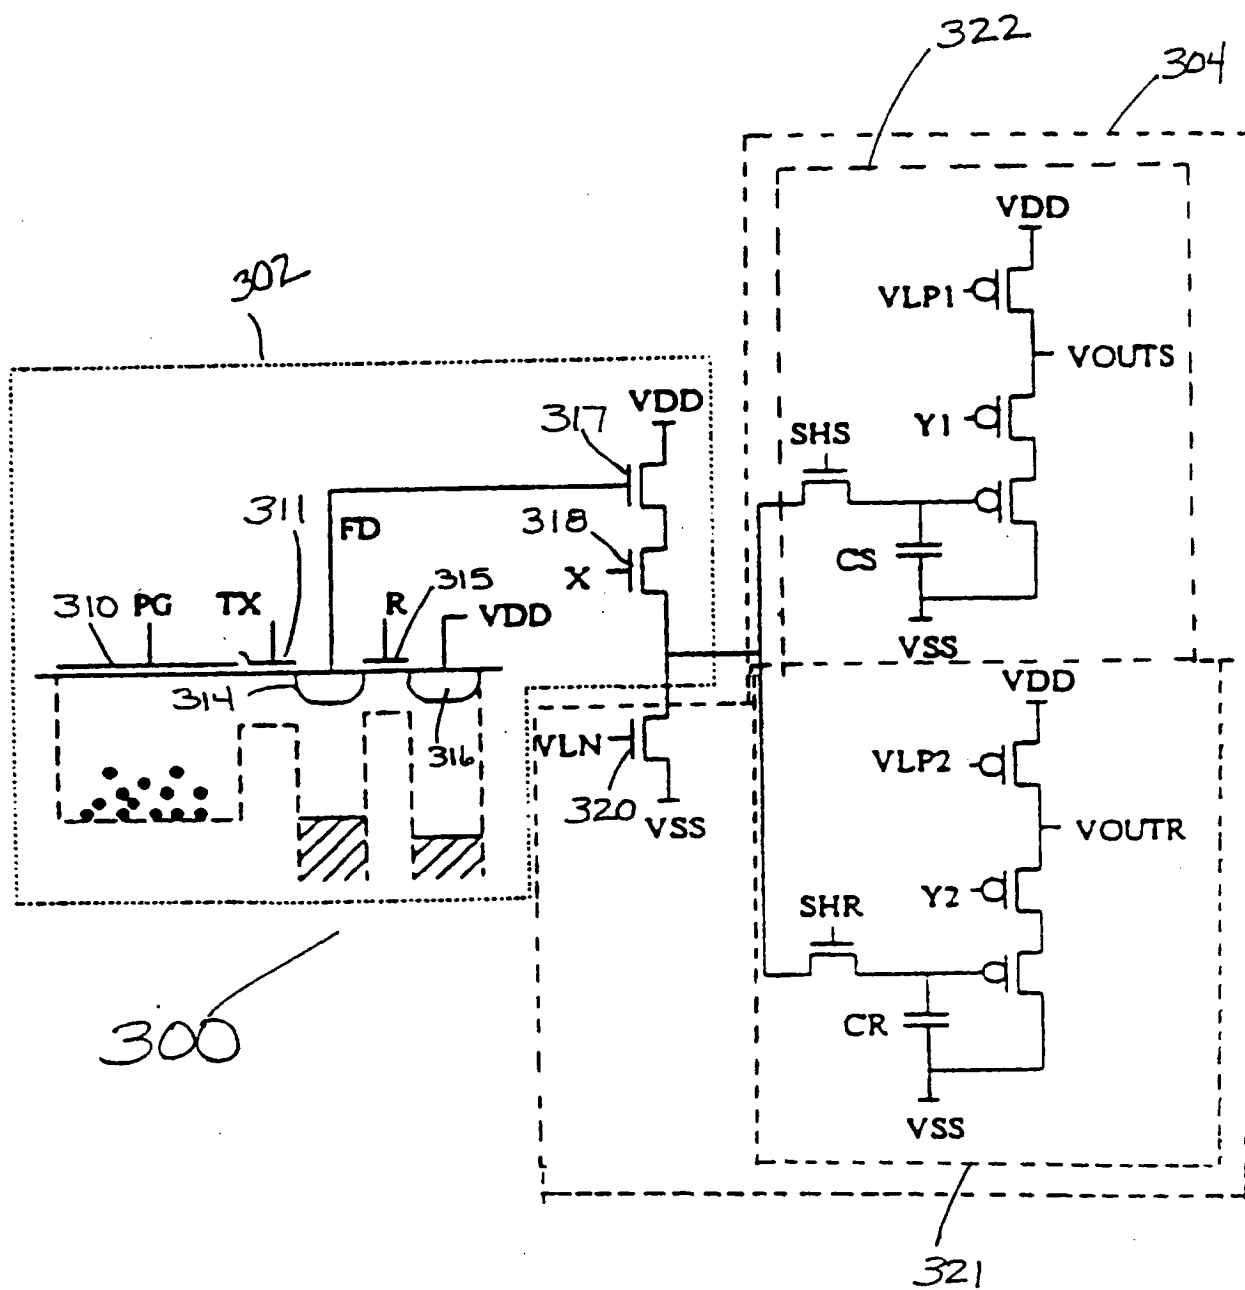 322
304
VDD
302
VLP1
VOUTS
317
VDD
Y1
SHS
311
FD
318
CS
X
310
PG
TX
R
315
VDD
VSS
314
VDD
316
VLN
VLP2
320
VSS
VOUTR
Y2
SHR
300
CR
VSS
321